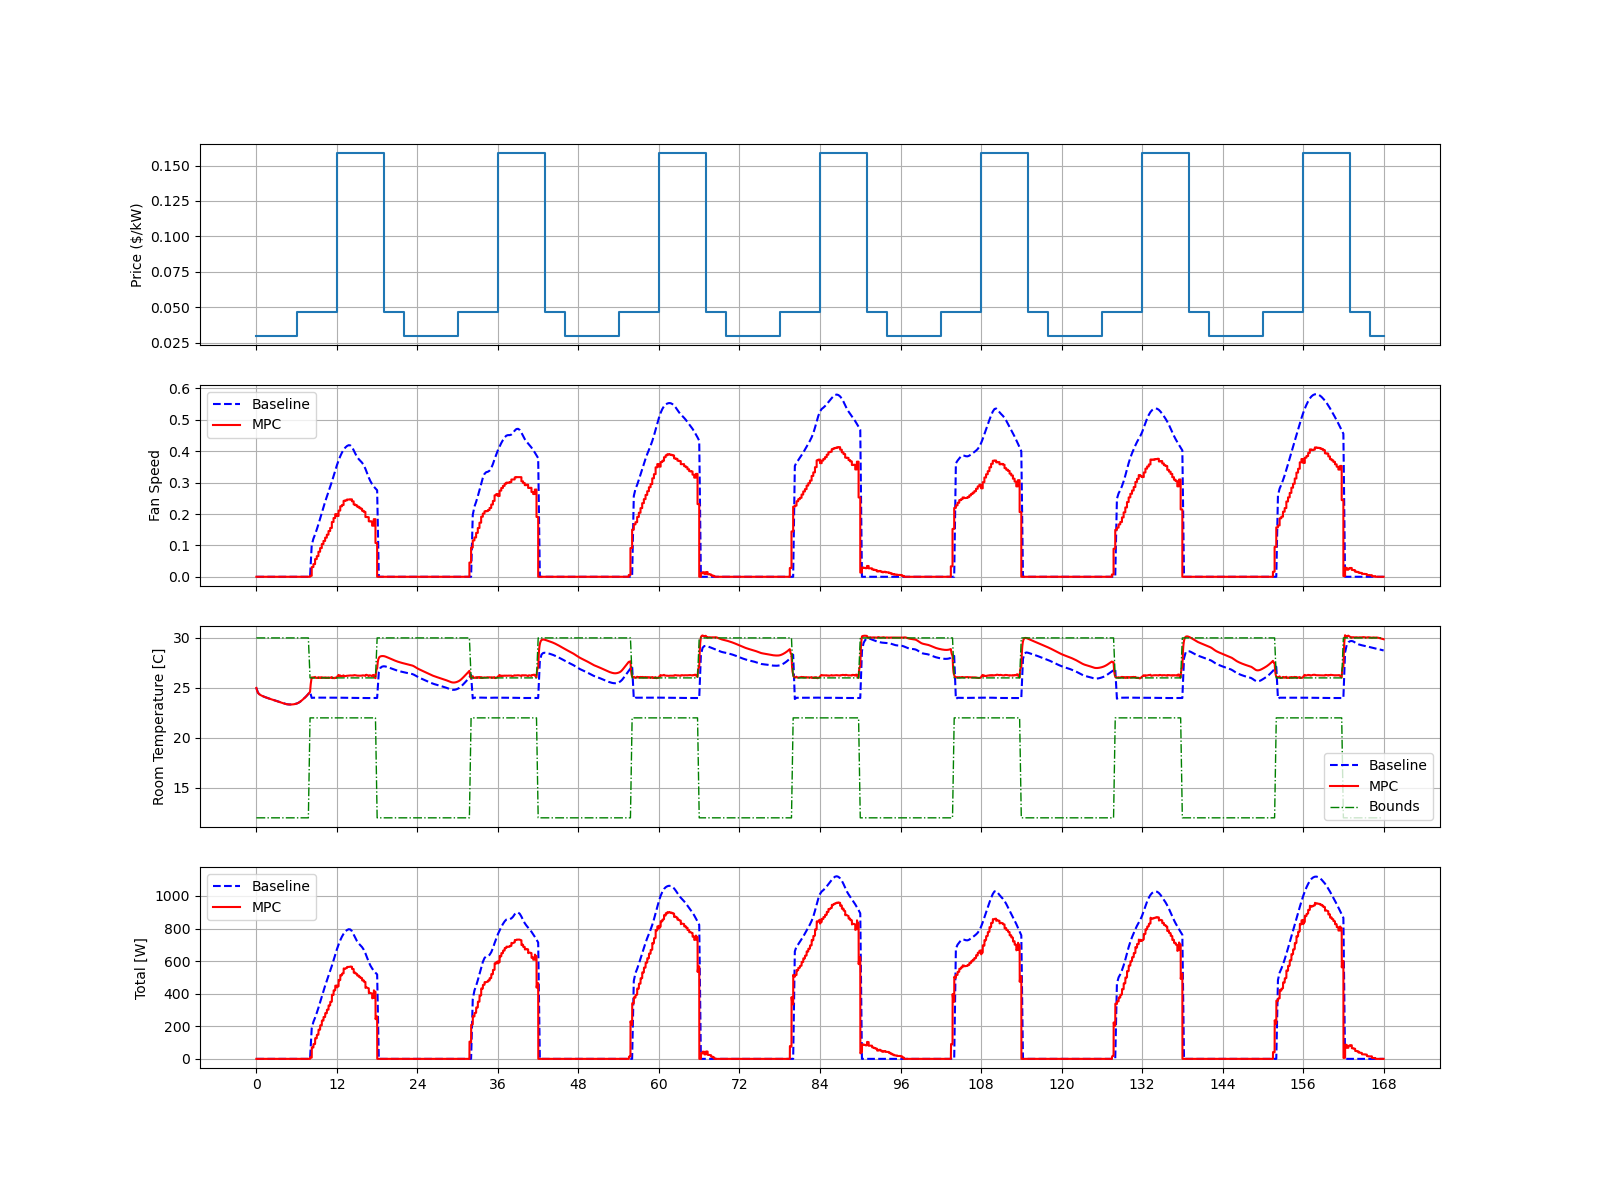 Price ($/kW)
0.150
0.125
0.100
0.075
0.050
0.025
Fan Speed
0.6
0.5
0.4
0.3
0.2
0.1
0.0
Baseline
MPC
Room Temperature [C]
30
25
20
15
Baseline
MPC
Bounds
Total [W]
1000
800
600
400
200
0
Baseline
MPC
0 12 24 36 48 60 72 84 96 108 120 132 144 156 168